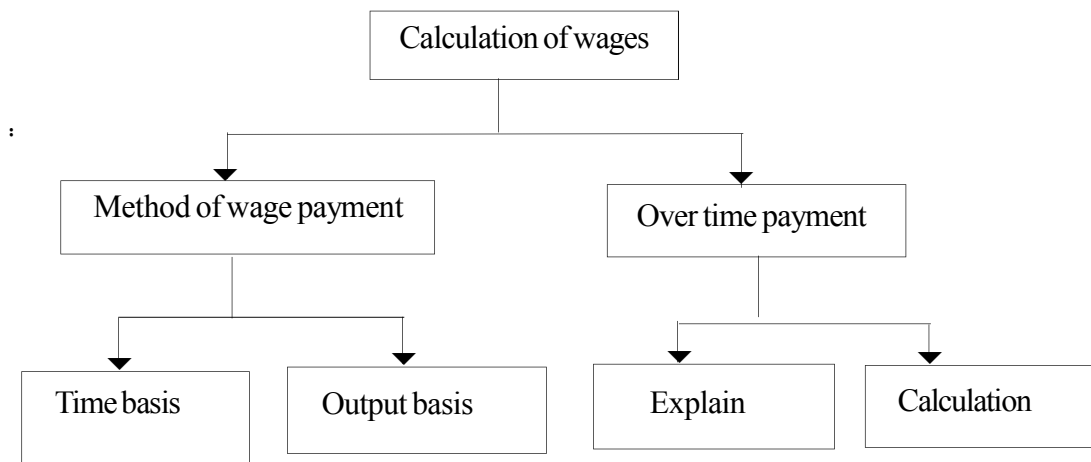 Calculation of wages
:
Method of wage payment
Over time payment
Time basis
Output basis
Explain
Calculation